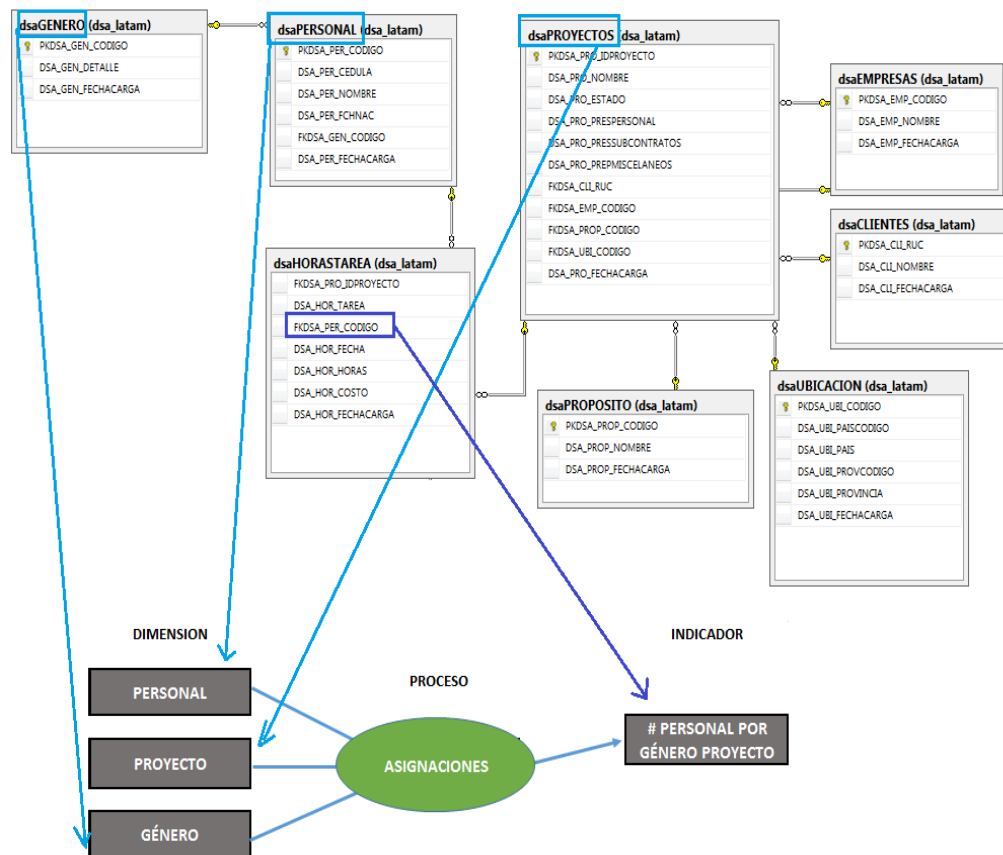 dsaGENERO (dsa_latam)
PKDSA_GEN_CODIGO
DSA_GEN_DETALLE
DSA_GEN_FECHACARGA
dsaPERSONAL (dsa_latam)
PKDSA_PER_CODIGO
DSA_PER_CEDULA
DSA_PER_NOMBRE
DSA_PER_FCHNAC
FKDSA_GEN_CODIGO
DSA_PER_FECHACARGA
dsaPROYECTOS (dsa_latam)
PKDSA_PRO_IDPROYECTO
DSA_PRO_NOMBRE
DSA_PRO_ESTADO
DSA_PRO_PRESPERSONAL
DSA_PRO_PRESSUBCONTRATOS
DSA_PRO_PREPMISCELANEOS
FKDSA_CLI_RUC
FKDSA_EMP_CODIGO
FKDSA_PROP_CODIGO
FKDSA_UBI_CODIGO
DSA_PRO_FECHACARGA
dsaEMPRESAS (dsa_latam)
PKDSA_EMP_CODIGO
DSA_EMP_NOMBRE
DSA_EMP_FECHACARGA
dsaCLIENTES (dsa_latam)
PKDSA_CLI_RUC
DSA_CLI_NOMBRE
DSA_CLI_FECHACARGA
dsaHORASTAREA (dsa_latam)
FKDSA_PRO_IDPROYECTO
DSA_HOR_TAREA
FKDSA_PER_CODIGO
DSA_HOR_FECHA
DSA_HOR_HORAS
DSA_HOR_COSTO
DSA_HOR_FECHACARGA
dsaPROPOSITO (dsa_latam)
PKDSA_PROP_CODIGO
DSA_PROP_NOMBRE
DSA_PROP_FECHACARGA
dsaUBICACION (dsa_latam)
PKDSA_UBI_CODIGO
DSA_UBI_PAISCODIGO
DSA_UBI_PAIS
DSA_UBI_PROVCODIGO
DSA_UBI_PROVINCIA
DSA_UBI_FECHACARGA
DIMENSION
PERSONAL
PROYECTO
GÉNERO
PROCESO
ASIGNACIONES
INDICADOR
# PERSONAL POR
GÉNERO PROYECTO